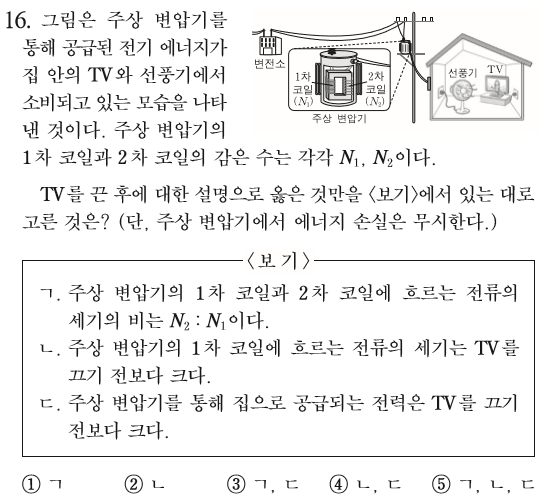 16. 그림은 주상 변압기를
통해 공급된 전기 에너지가
집 안의 TV와 선풍기에서
소비되고 있는 모습을 나타
낸 것이다. 주상 변압기의
변전소
1차
코일
(N₁)
2차
코일
(N₂)
주상 변압기
선풍기
TV
1차 코일과 2차 코일의 감은 수는 각각 N₁, N₂이다.
TV를 끈 후에 대한 설명으로 옳은 것만을 〈보기〉에서 있는 대로
고른 것은? (단, 주상 변압기에서 에너지 손실은 무시한다.)
〈보 기〉
ㄱ. 주상 변압기의 1차 코일과 2차 코일에 흐르는 전류의
세기의 비는 N₂ : N₁이다.
ㄴ. 주상 변압기의 1차 코일에 흐르는 전류의 세기는 TV를
끄기 전보다 크다.
ㄷ. 주상 변압기를 통해 집으로 공급되는 전력은 TV를 끄기
전보다 크다.
① ㄱ ② ㄴ ③ ㄱ, ㄷ ④ ㄴ, ㄷ ⑤ ㄱ, ㄴ, ㄷ